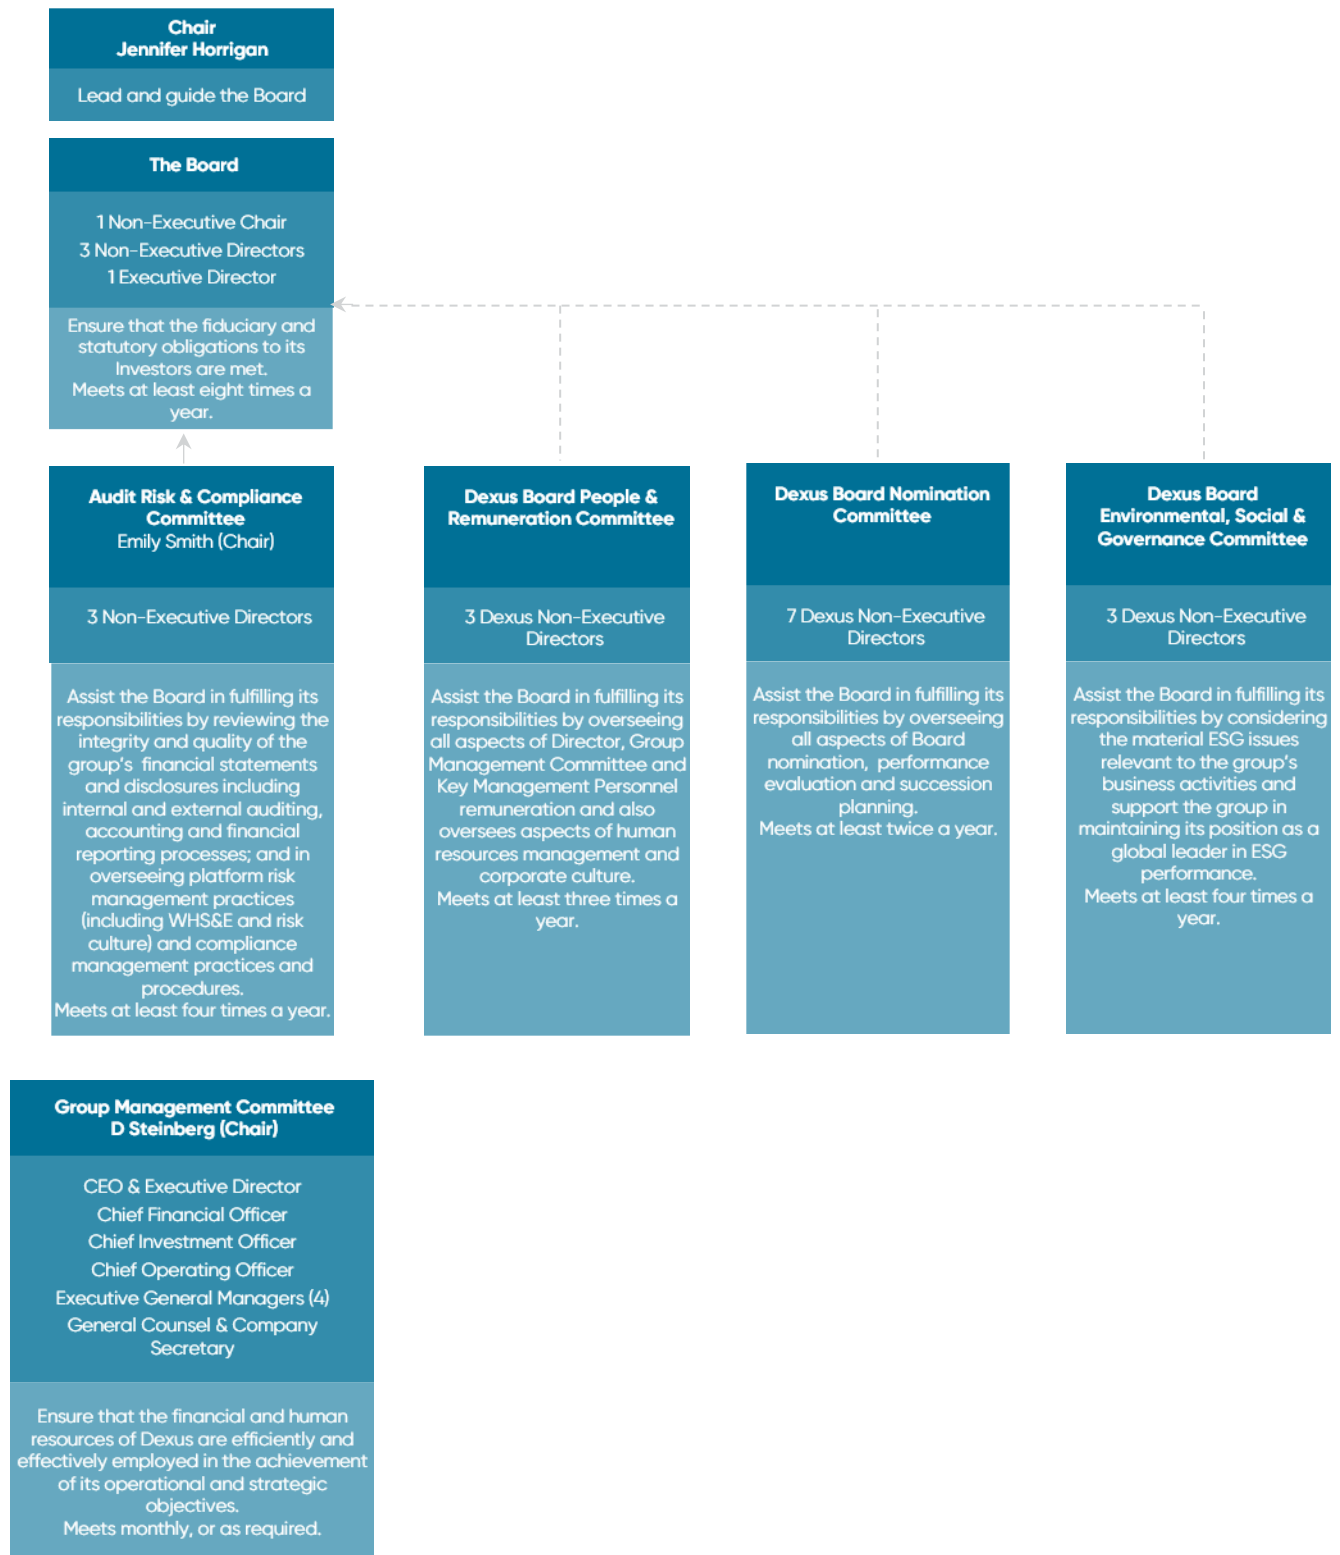 Chair
Jennifer Horrigan
Lead and guide the Board
The Board
1 Non-Executive Chair
3 Non-Executive Directors
1 Executive Director
Ensure that the fiduciary and
statutory obligations to its
Investors are met.
Meets at least eight times a
year.
Audit Risk & Compliance
Committee
Emily Smith (Chair)
3 Non-Executive Directors
Assist the Board in fulfilling its
responsibilities by reviewing the
integrity and quality of the
group's financial statements
and disclosures including
internal and external auditing,
accounting and financial
reporting processes; and in
overseeing platform risk
management practices
(including WHS&E and risk
culture) and compliance
management practices and
procedures.
Meets at least four times a year.
Dexus Board People &
Remuneration Committee
3 Dexus Non-Executive
Directors
Assist the Board in fulfilling its
responsibilities by overseeing
all aspects of Director, Group
Management Committee and
Key Management Personnel
remuneration and also
oversees aspects of human
resources management and
corporate culture.
Meets at least three times a
year.
Dexus Board Nomination
Committee
7 Dexus Non-Executive
Directors
Assist the Board in fulfilling its
responsibilities by overseeing
all aspects of Board
nomination, performance
evaluation and succession
planning.
Meets at least twice a year.
Dexus Board
Environmental, Social &
Governance Committee
3 Dexus Non-Executive
Directors
Assist the Board in fulfilling its
responsibilities by considering
the material ESG issues
relevant to the group's
business activities and
support the group in
maintaining its position as a
global leader in ESG
performance.
Meets at least four times a
year.
Group Management Committee
D Steinberg (Chair)
CEO & Executive Director
Chief Financial Officer
Chief Investment Officer
Chief Operating Officer
Executive General Managers (4)
General Counsel & Company
Secretary
Ensure that the financial and human
resources of Dexus are efficiently and
effectively employed in the achievement
of its operational and strategic
objectives.
Meets monthly, or as required.